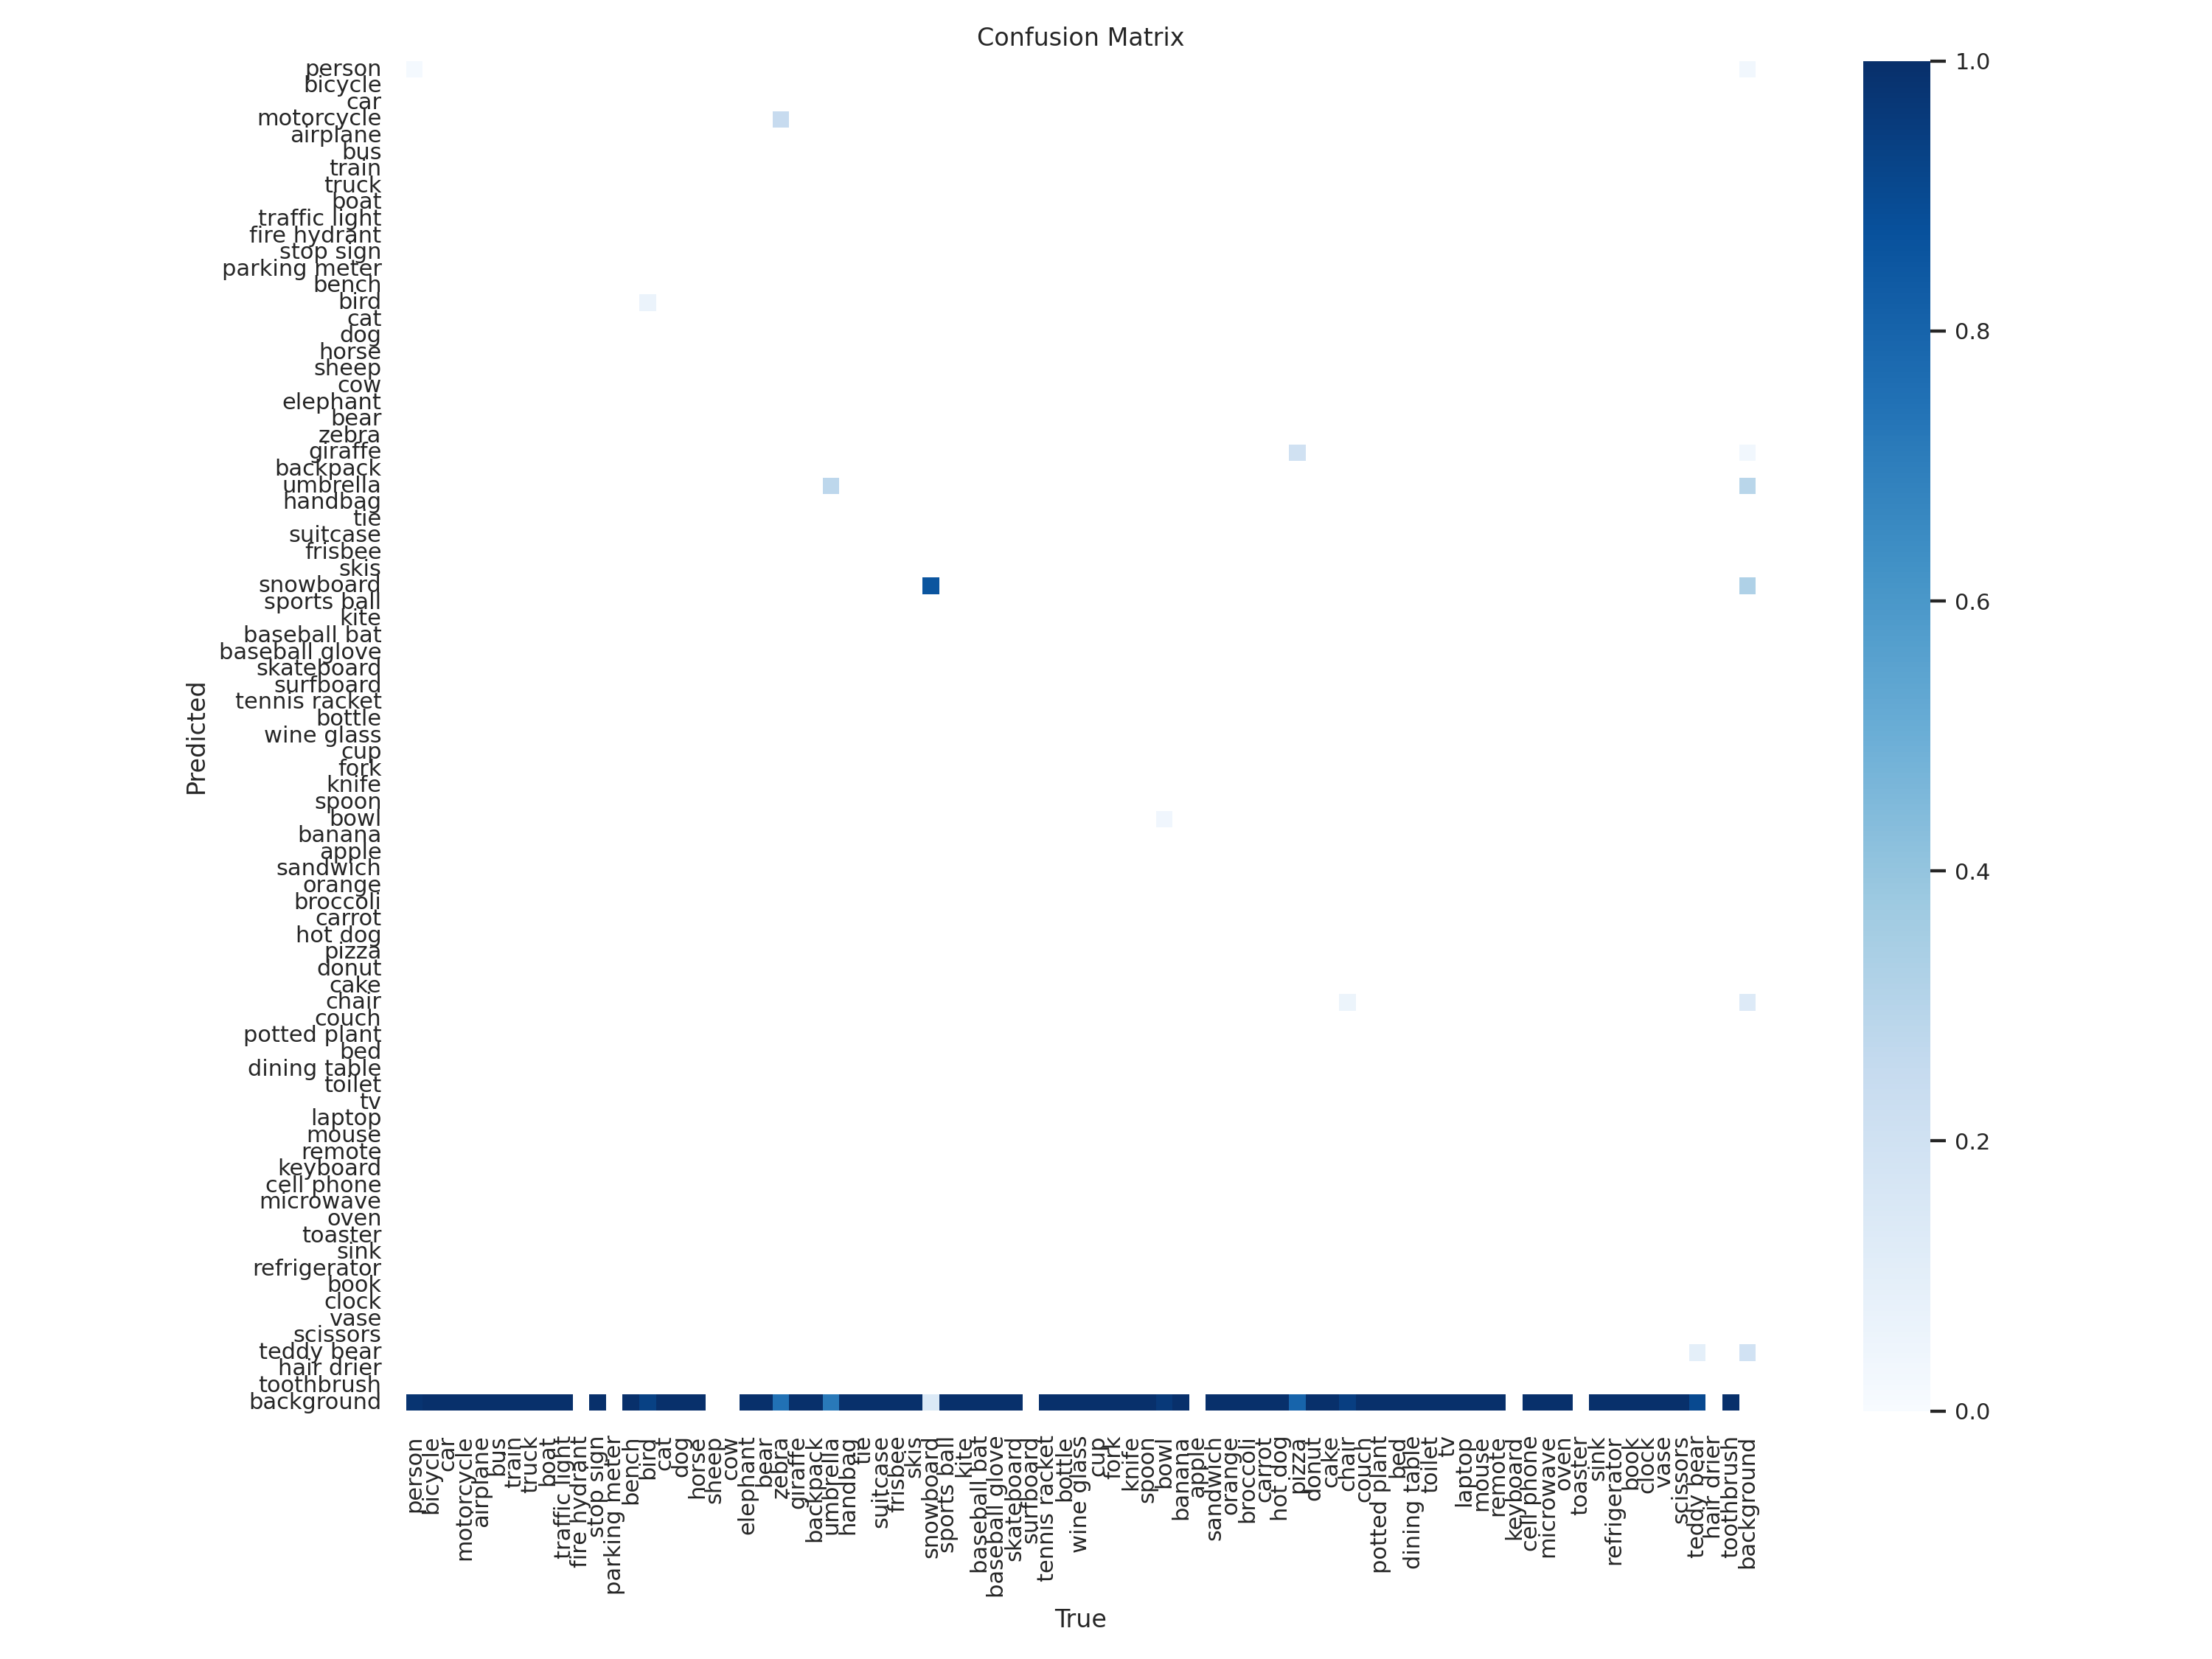 Confusion Matrix
person
bicycle
car
motorcycle
airplane
bus
train
truck
boat
traffic light
fire hydrant
stop sign
parking meter
bench
bird
cat
dog
horse
sheep
cow
elephant
bear
zebra
giraffe
backpack
umbrella
handbag
tie
suitcase
frisbee
skis
snowboard
sports ball
kite
baseball bat
baseball glove
skateboard
surfboard
tennis racket
bottle
wine glass
cup
fork
knife
spoon
bowl
banana
apple
sandwich
orange
broccoli
carrot
hot dog
pizza
donut
cake
chair
couch
potted plant
bed
dining table
toilet
tv
laptop
mouse
remote
keyboard
cell phone
microwave
oven
toaster
sink
refrigerator
book
clock
vase
scissors
teddy bear
hair drier
toothbrush
background
Predicted
person
bicycle
car
motorcycle
airplane
bus
train
truck
boat
traffic light
fire hydrant
stop sign
parking meter
bench
bird
cat
dog
horse
sheep
cow
elephant
bear
zebra
giraffe
backpack
umbrella
handbag
tie
suitcase
frisbee
skis
snowboard
sports ball
kite
baseball bat
baseball glove
skateboard
surfboard
tennis racket
bottle
wine glass
cup
fork
knife
spoon
bowl
banana
apple
sandwich
orange
broccoli
carrot
hot dog
pizza
donut
cake
chair
couch
potted plant
bed
dining table
toilet
tv
laptop
mouse
remote
keyboard
cell phone
microwave
oven
toaster
sink
refrigerator
book
clock
vase
scissors
teddy bear
hair drier
toothbrush
background
True
1.0
0.8
0.6
0.4
0.2
0.0